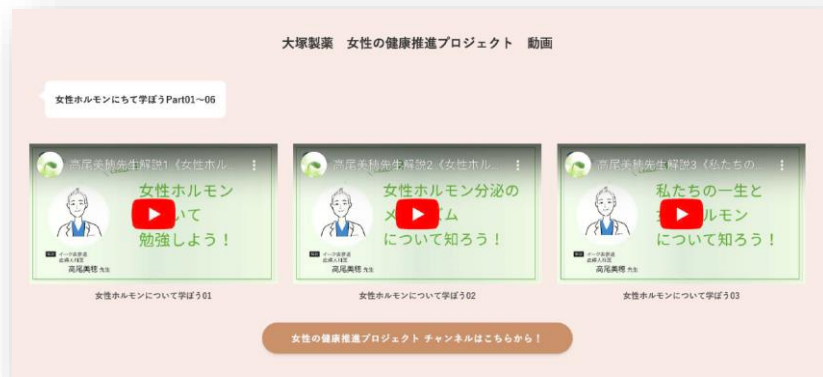 大塚製薬　女性の健康推進プロジェクト　動画
女性ホルモンにちて学ぼうPart01〜06
高尾美穂先生解説1《女性ホル
女性ホルモン
いて
勉強しよう！
高尾美穂 先生
女性ホルモンについて学ぼう01
高尾美穂先生解説2《女性ホル...
女性ホルモン分泌の
メ
ズム
について知ろう！
高尾美穂 先生
女性ホルモンについて学ぼう02
高尾美穂先生解説3《私たちの
私たちの一生と
ルモン
について知ろう！
高尾美穂 先生
女性ホルモンについて学ぼう03
女性の健康推進プロジェクト チャンネルはこちらから！